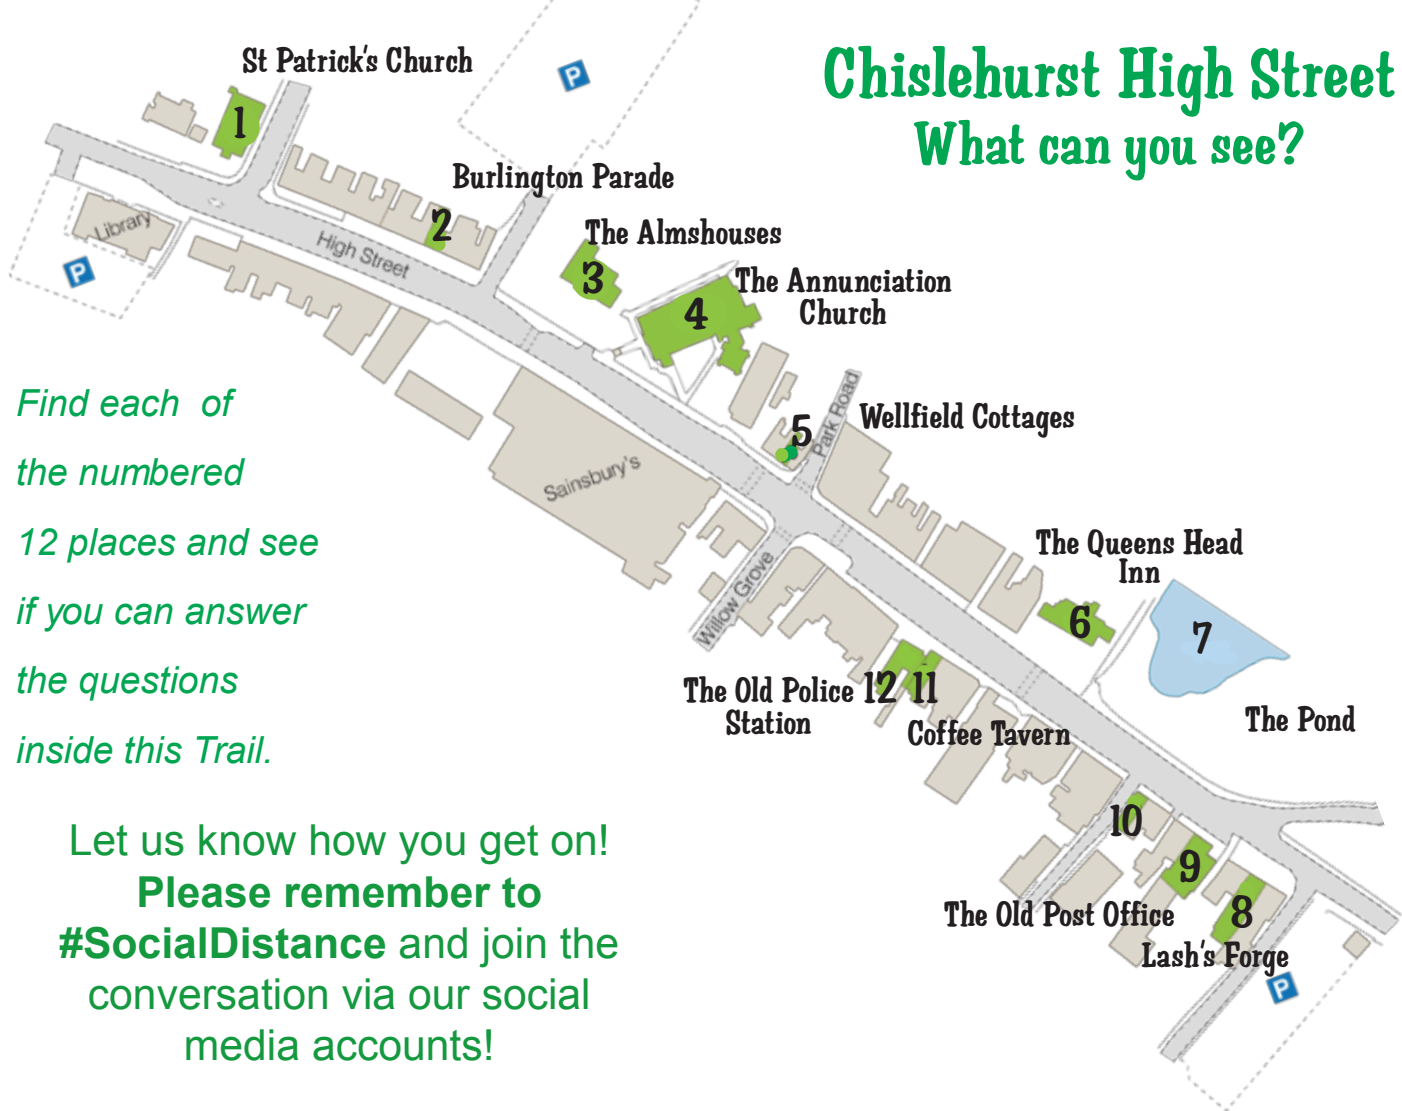 Chislehurst High Street
What can you see?
St Patrick's Church
P
1
Burlington Parade
2
The Almshouses
3
The Annunciation
Church
4
Library
P
High Street
Park Road
5
Wellfield Cottages
Sainsbury's
Find each of
the numbered
12 places and see
if you can answer
the questions
inside this Trail.
Willow Grove
The Queens Head
Inn
6
7
The Pond
The Old Police
Station
12
11
Coffee Tavern
10
9
The Old Post Office
8
Lash's Forge
P
Let us know how you get on!
Please remember to
#SocialDistance and join the
conversation via our social
media accounts!